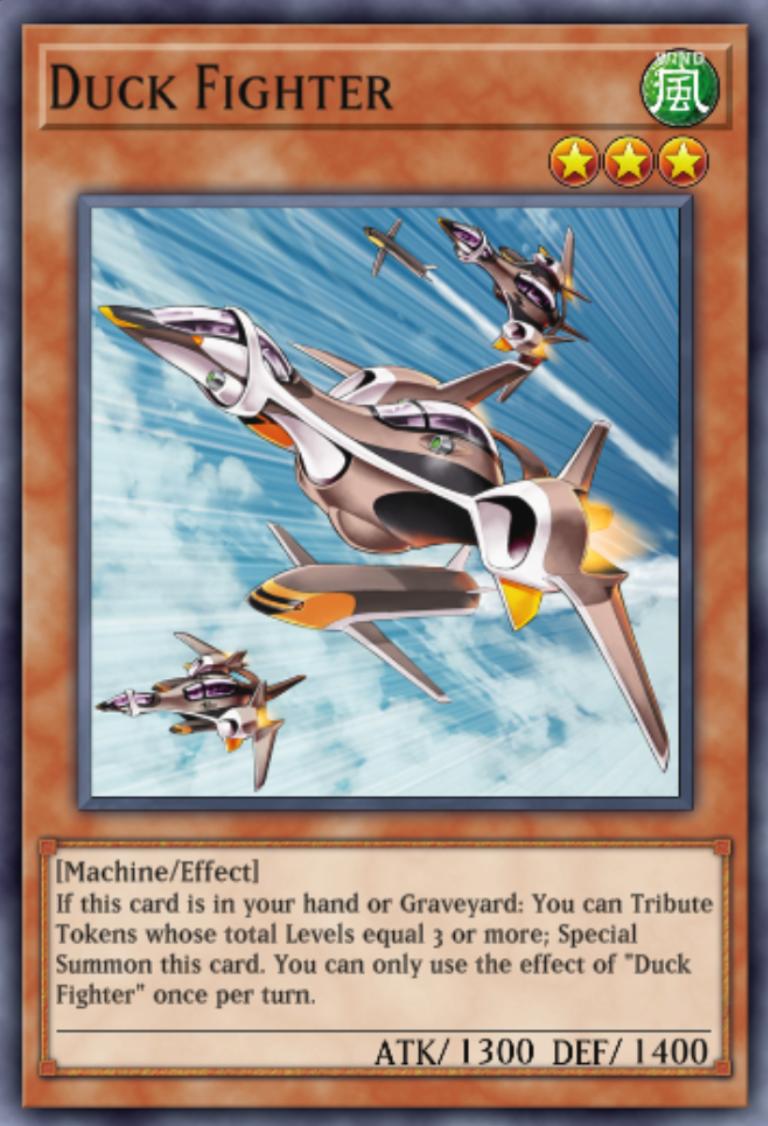 Duck Fighter
WIND
風
[Machine/Effect]
If this card is in your hand or Graveyard: You can Tribute
Tokens whose total Levels equal 3 or more; Special
Summon this card. You can only use the effect of "Duck
Fighter" once per turn.
ATK/ 1300 DEF/ 1400